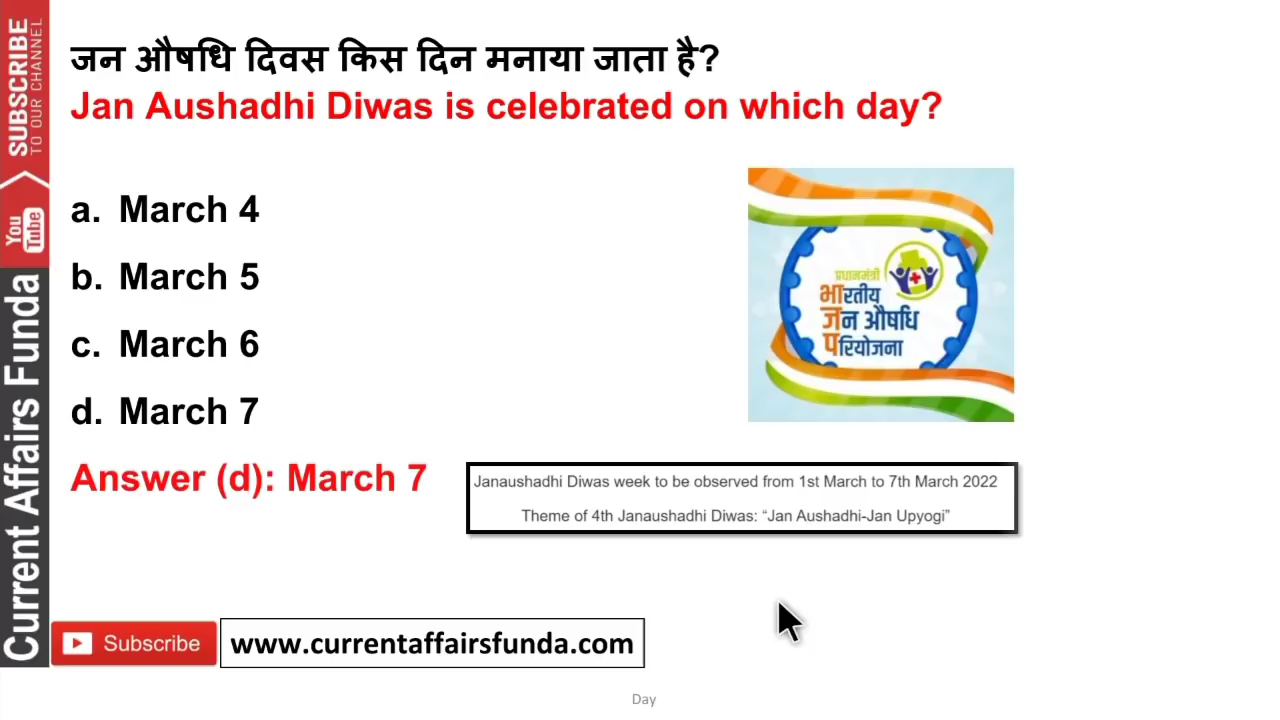 जन औषधि दिवस किस दिन मनाया जाता है?
Jan Aushadhi Diwas is celebrated on which day?
a. March 4
b. March 5
c. March 6
d. March 7
Answer (d): March 7
प्रधानमंत्री
भारतीय
जन औषधि
परियोजना
Janaushadhi Diwas week to be observed from 1st March to 7th March 2022
Theme of 4th Janaushadhi Diwas: “Jan Aushadhi-Jan Upyogi”
SUBSCRIBE
TO OUR CHANNEL
You
Tube
Current Affairs Funda
Subscribe
www.currentaffairsfunda.com
Day